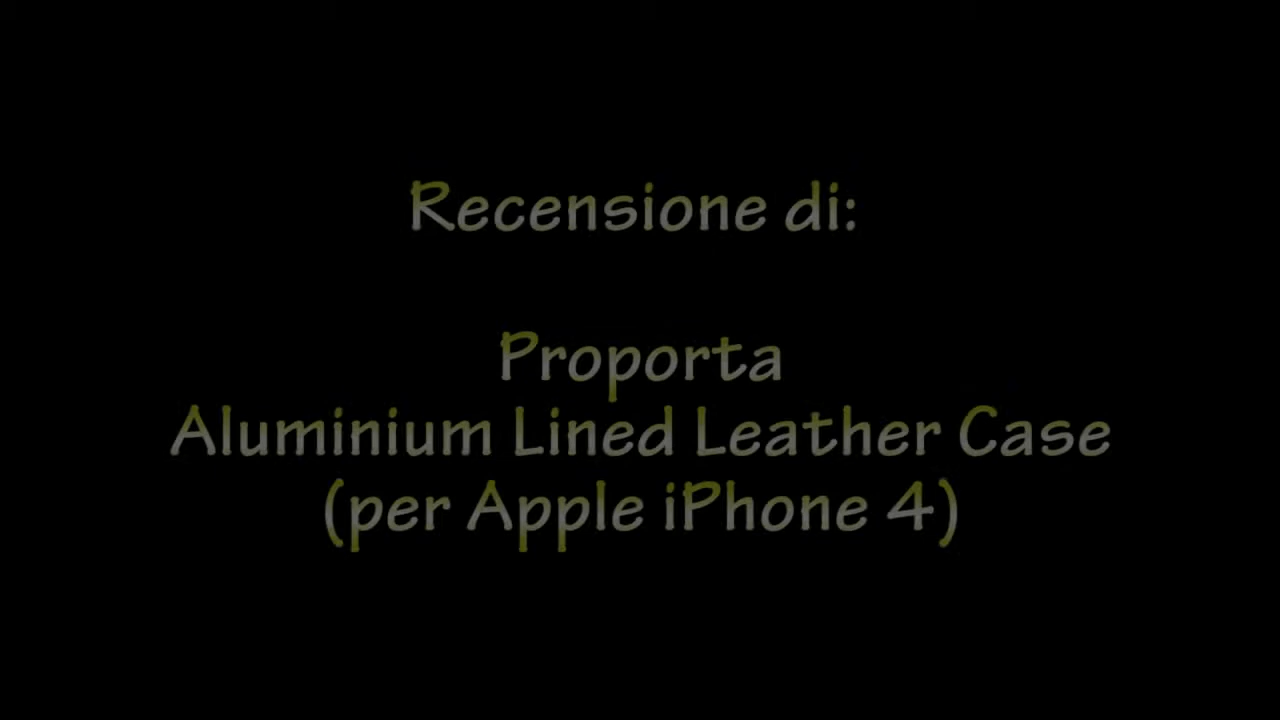 Recensione di:
Proporta
Aluminium Lined Leather Case
(per Apple iPhone 4)